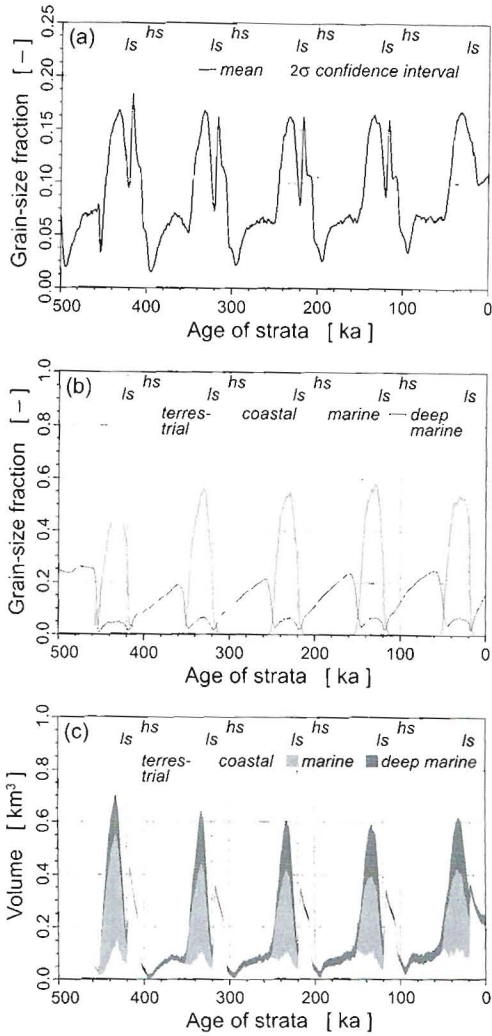 (a)
ls hs ls hs ls hs ls hs ls
mean 2σ confidence interval
Grain-size fraction [ – ]
0.25
0.20
0.15
0.10
0.05
0.00
500 400 300 200 100 0
Age of strata [ ka ]
(b)
ls hs ls hs ls hs ls hs ls
terres- coastal marine deep
trial marine
Grain-size fraction [ – ]
1.0
0.8
0.6
0.4
0.2
0.0
500 400 300 200 100 0
Age of strata [ ka ]
(c)
ls hs ls hs ls hs ls hs ls
terres- coastal marine deep marine
trial
Volume [ km³ ]
1.0
0.8
0.6
0.4
0.2
0.0
500 400 300 200 100 0
Age of strata [ ka ]